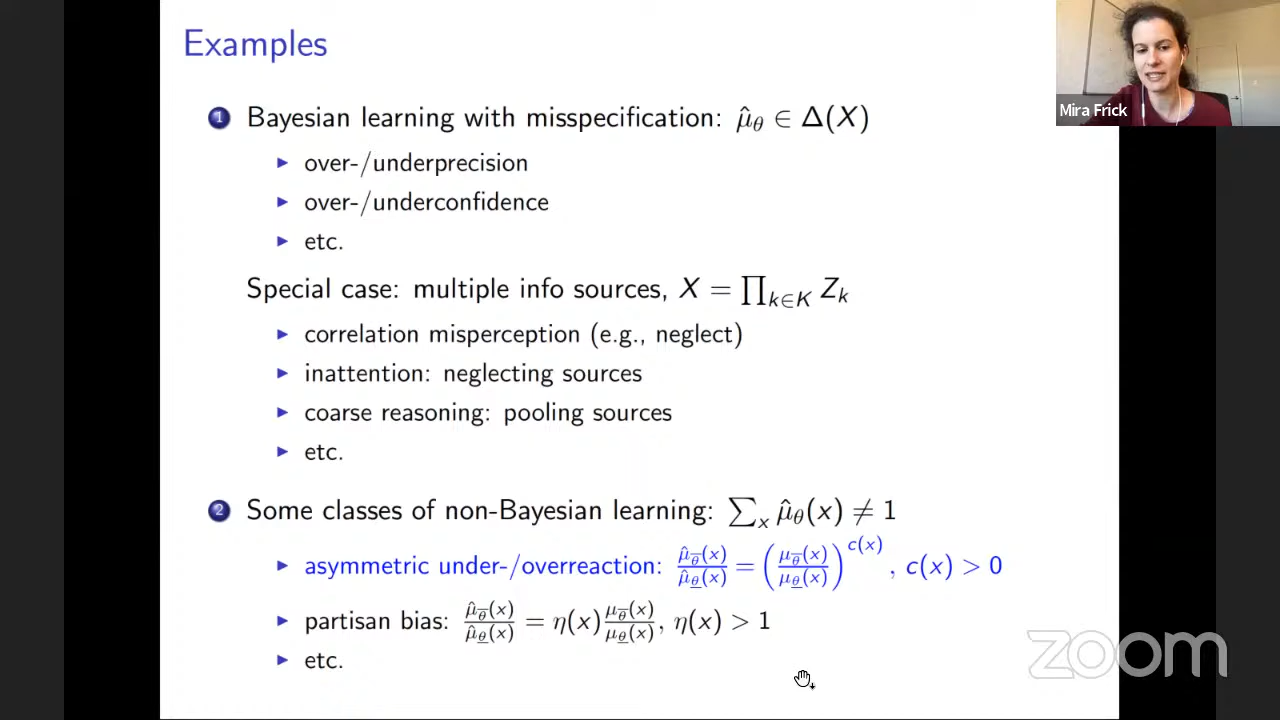 Examples
Mira Frick
1 Bayesian learning with misspecification: μ̂_θ ∈ Δ(X)
▶ over-/underprecision
▶ over-/underconfidence
▶ etc.
Special case: multiple info sources, X = ∏_{k∈K} Z_k
▶ correlation misperception (e.g., neglect)
▶ inattention: neglecting sources
▶ coarse reasoning: pooling sources
▶ etc.
2 Some classes of non-Bayesian learning: ∑_x μ̂_θ(x) ≠ 1
▶ asymmetric under-/overreaction: μ̂_θ̅(x)/μ̂_θ̲(x) = (μ_θ̅(x)/μ_θ̲(x))^{c(x)}, c(x) > 0
▶ partisan bias: μ̂_θ̅(x)/μ̂_θ̲(x) = η(x) μ_θ̅(x)/μ_θ̲(x), η(x) > 1
▶ etc.
zoom